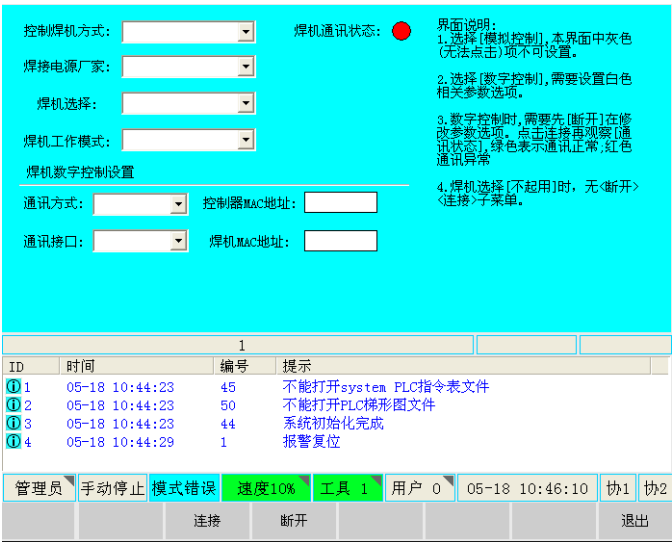 控制焊机方式:
焊机通讯状态:
焊接电源厂家:
焊机选择:
焊机工作模式:
焊机数字控制设置
通讯方式:
控制器MAC地址:
通讯接口:
焊机MAC地址:
界面说明:
1.选择[模拟控制],本界面中灰色
(无法点击)项不可设置。
2.选择[数字控制],需要设置白色
相关参数选项。
3.数字控制时,需要先[断开]在修
改参数选项。点击连接再观察[通
讯状态],绿色表示通讯正常;红色
通讯异常
4.焊机选择[不起用]时，无<断开>
<连接>子菜单。
1
ID 时间 编号 提示
1 05-18 10:44:23 45 不能打开system PLC指令表文件
2 05-18 10:44:23 50 不能打开PLC梯形图文件
3 05-18 10:44:23 44 系统初始化完成
4 05-18 10:44:29 1 报警复位
管理员 手动停止 模式错误 速度10% 工具 1 用户 0 05-18 10:46:10 协1 协2
连接 断开 退出